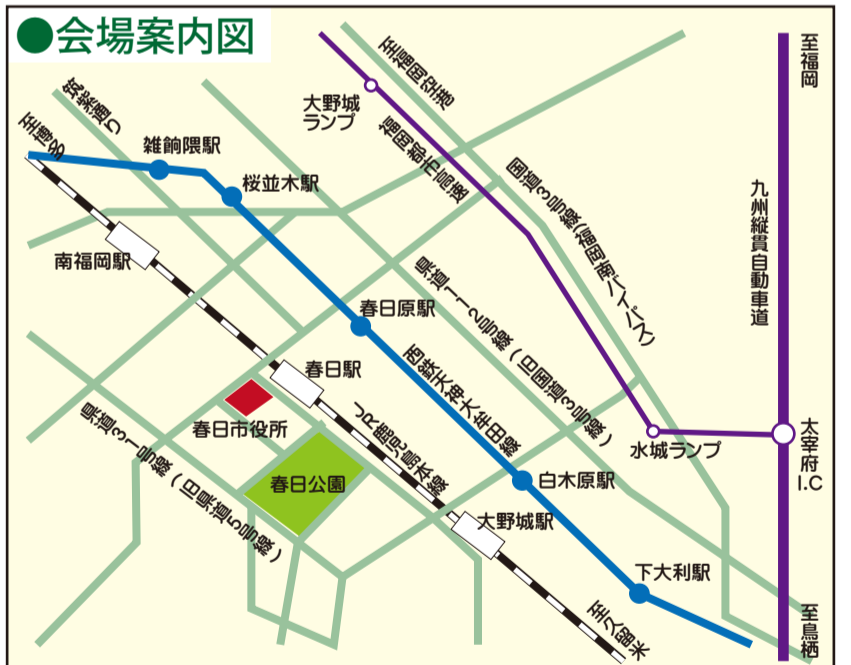 ●会場案内図
至福岡
至福岡空港
大野城
ランプ
福岡都市高速
筑紫通り
至博多
雑餉隈駅
桜並木駅
国道3号線(福岡南バイパス)
九州縦貫自動車道
南福岡駅
県道112号線(旧国道3号線)
春日原駅
西鉄天神大牟田線
春日駅
春日市役所
JR鹿児島本線
水城ランプ
太宰府
I.C
県道31号線(旧県道5号線)
春日公園
白木原駅
大野城駅
下大利駅
至久留米
至鳥栖